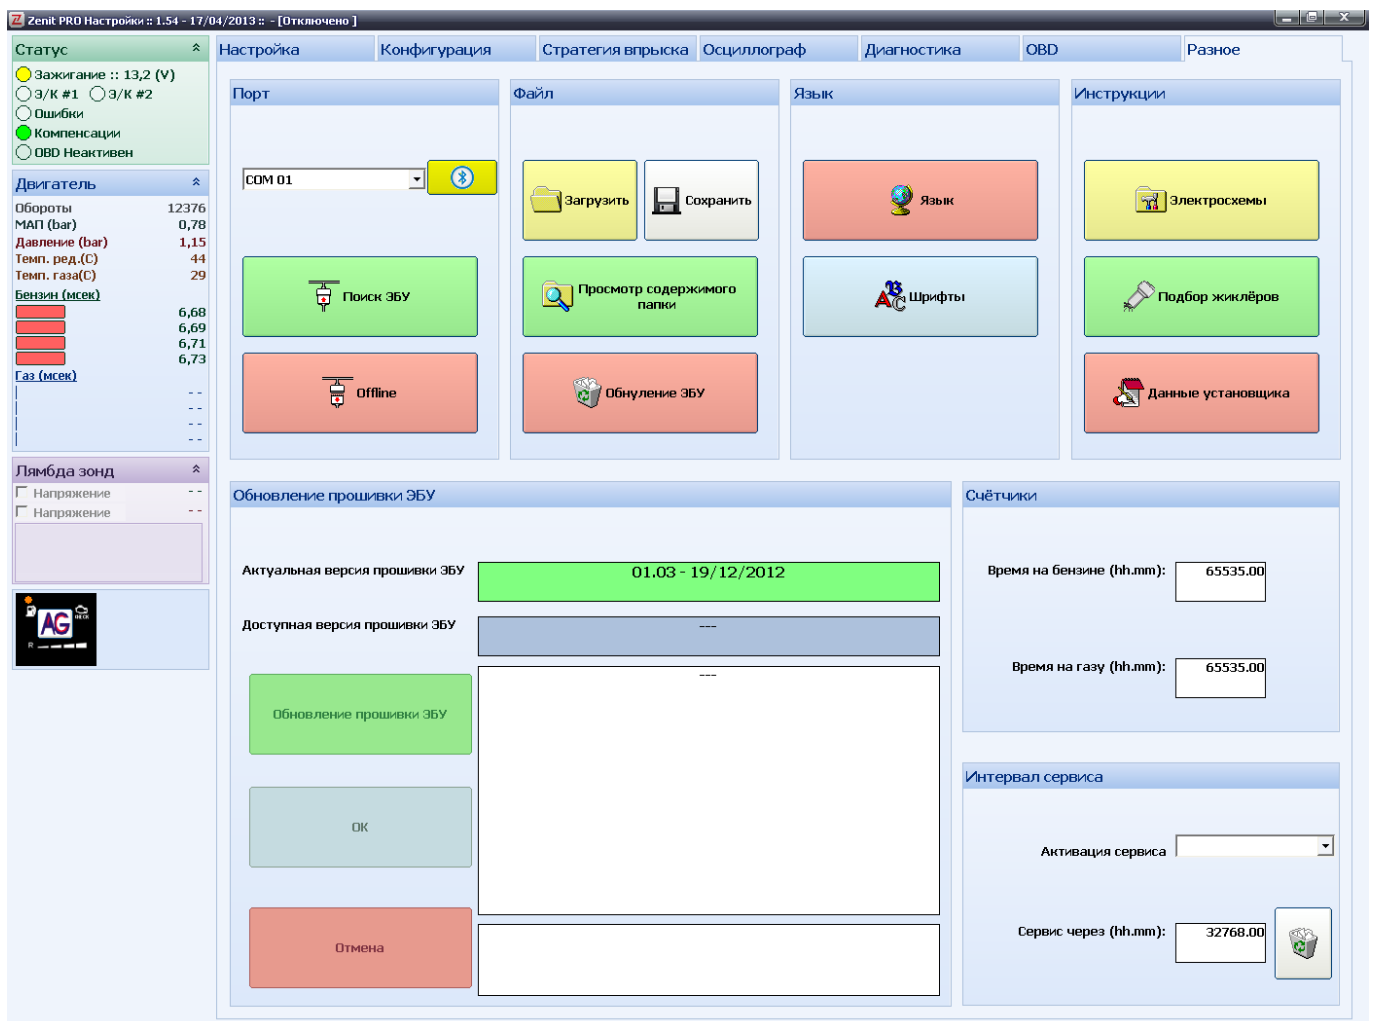 Zenit PRO Настройки :: 1.54 - 17/04/2013 :: - [Отключено ]
Статус
Зажигание :: 13,2 (V)
Э/К #1 Э/К #2
Ошибки
Компенсации
OBD Неактивен
Двигатель
Обороты 12376
МАП (bar) 0,78
Давление (bar) 1,15
Темп. ред.(C) 44
Темп. газа(C) 29
Бензин (мсек)
6,68
6,69
6,71
6,73
Газ (мсек)
- -
- -
- -
- -
Лямбда зонд
Напряжение - -
Напряжение - -
AG
CHECK
R
Настройка Конфигурация Стратегия впрыска Осциллограф Диагностика OBD Разное
Порт
COM 01
Поиск ЭБУ
Offline
Файл
Загрузить
Сохранить
Просмотр содержимого
папки
Обнуление ЭБУ
Язык
Язык
Шрифты
Инструкции
Электросхемы
Подбор жиклёров
Данные установщика
Обновление прошивки ЭБУ
Актуальная версия прошивки ЭБУ 01.03 - 19/12/2012
Доступная версия прошивки ЭБУ ---
---
Обновление прошивки ЭБУ
OK
Отмена
Счётчики
Время на бензине (hh.mm): 65535.00
Время на газу (hh.mm): 65535.00
Интервал сервиса
Активация сервиса
Сервис через (hh.mm): 32768.00